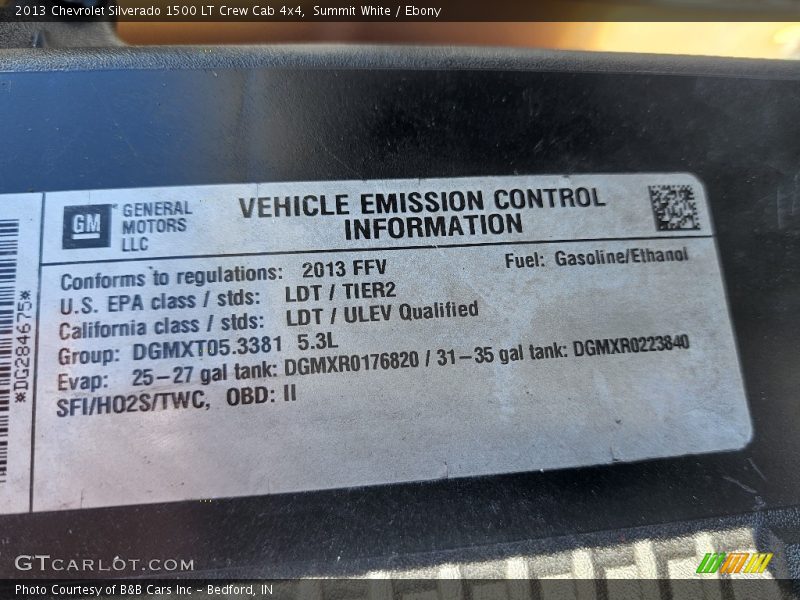 2013 Chevrolet Silverado 1500 LT Crew Cab 4x4, Summit White / Ebony
GM
GENERAL
MOTORS
LLC
VEHICLE EMISSION CONTROL
INFORMATION
Conforms to regulations: 2013 FFV
Fuel: Gasoline/Ethanol
U.S. EPA class / stds: LDT / TIER2
California class / stds: LDT / ULEV Qualified
Group: DGMXT05.3381 5.3L
Evap: 25-27 gal tank: DGMXR0176820 / 31-35 gal tank: DGMXR0223840
SFI/HO2S/TWC, OBD: II
*DG284675*
GTCARLOT.COM
Photo Courtesy of B&B Cars Inc - Bedford, IN